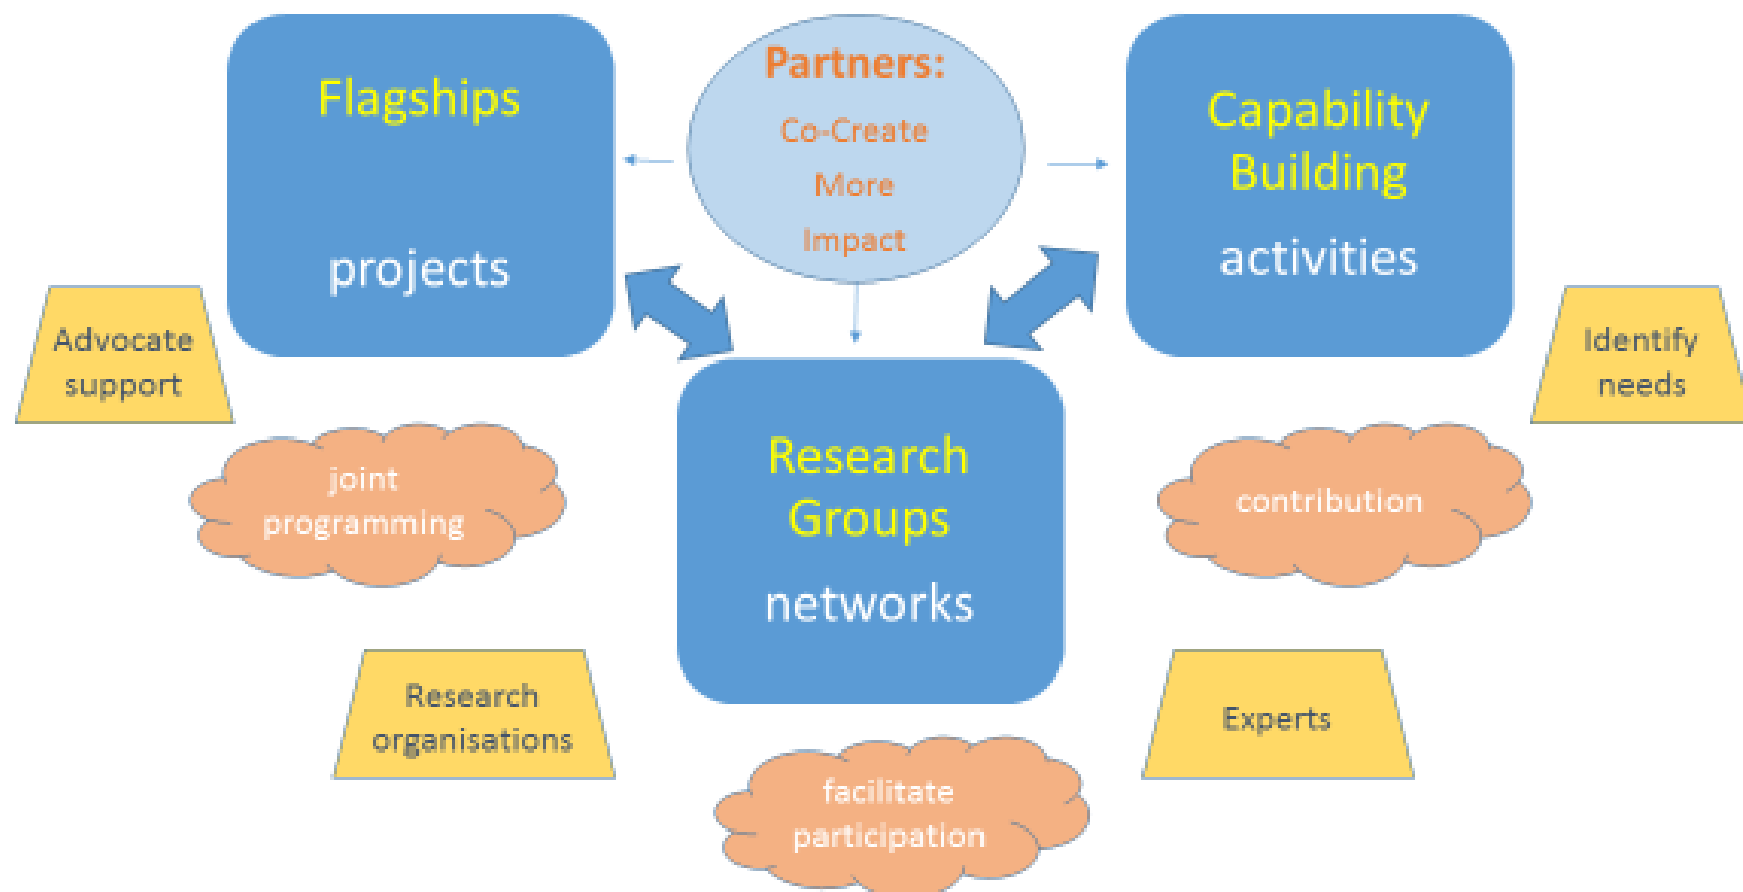 Flagships
projects
Partners:
Co-Create
More
Impact
Capability
Building
activities
Advocate
support
Identify
needs
joint
programming
Research
Groups
networks
contribution
Research
organisations
Experts
facilitate
participation